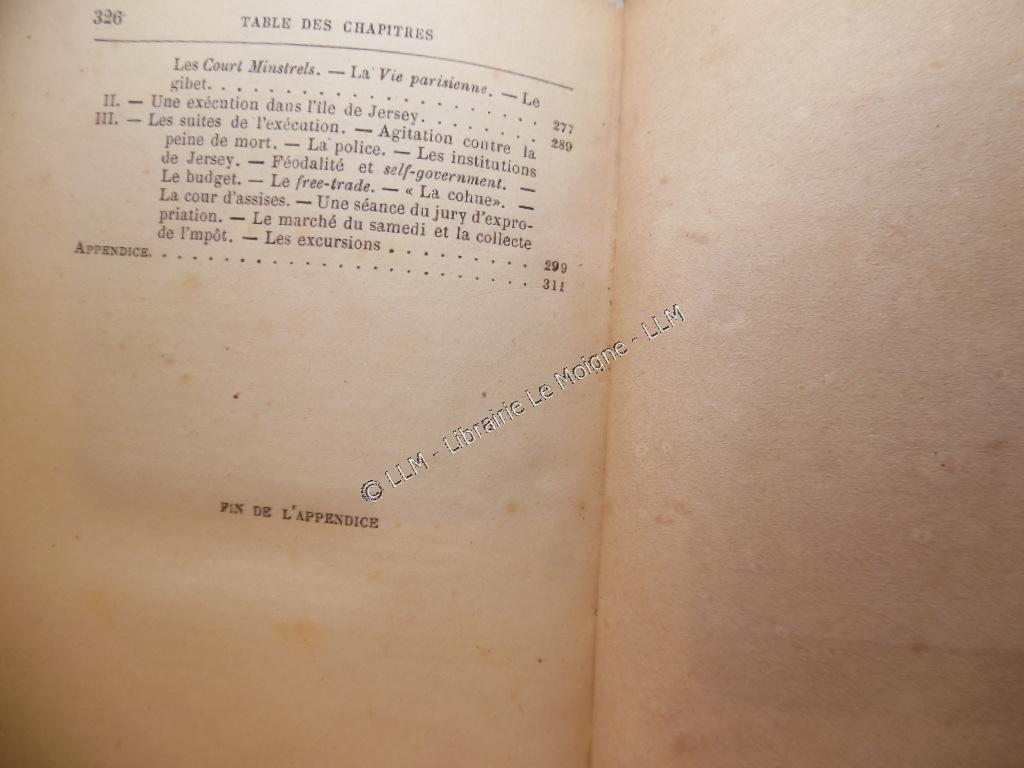 326
TABLE DES CHAPITRES
Les Court Minstrels. — La Vie parisienne. — Le
gibet. . . . . . . . . . . . . . . . . . . . 277
II. — Une exécution dans l'île de Jersey. . . . . . . . 289
III. — Les suites de l'exécution. — Agitation contre la
peine de mort. — La police. — Les institutions
de Jersey. — Féodalité et self-government. —
Le budget. — Le free-trade. — « La cohue». —
La cour d'assises. — Une séance du jury d'expro-
priation. — Le marché du samedi et la collecte
de l'impôt. — Les excursions . . . . . . . . . 299
APPENDICE. . . . . . . . . . . . . . . . . . . . . . . . 311
© LLM - Librairie Le Moigne - LLM
FIN DE L'APPENDICE